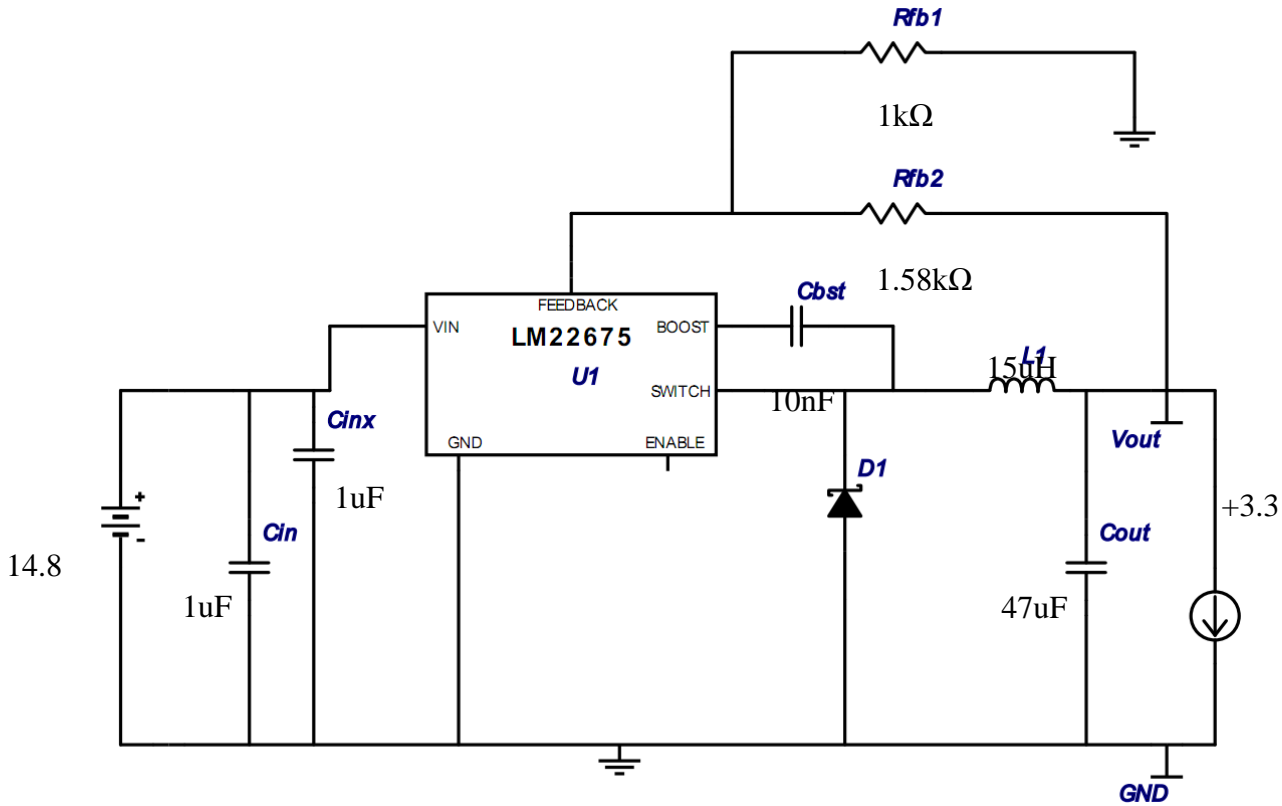 Rfb1
1kΩ
Rfb2
1.58kΩ
Cbst
FEEDBACK
VIN
BOOST
LM22675
U1
L1
15uH
SWITCH
10nF
Cinx
GND
ENABLE
Vout
D1
1uF
+
-
Cin
+3.3
Cout
14.8
1uF
47uF
GND